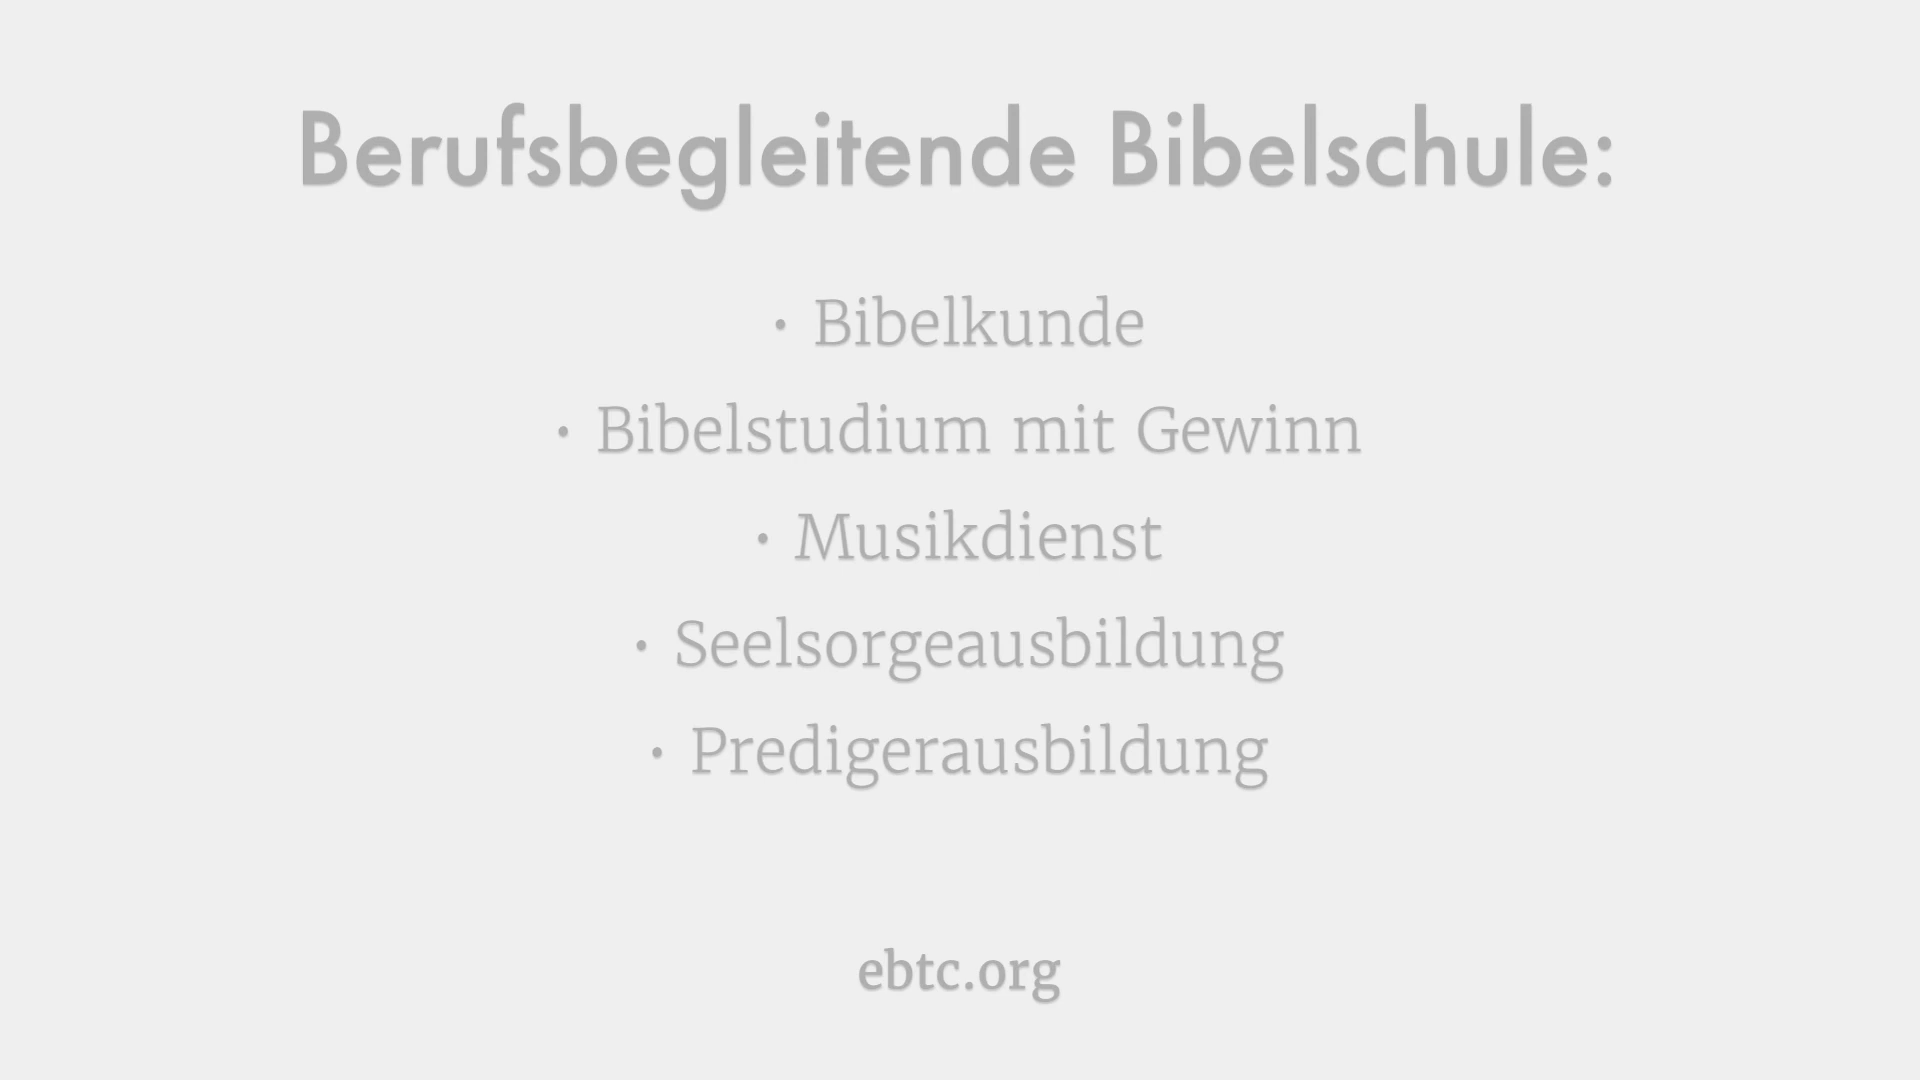 Berufsbegleitende Bibelschule:
• Bibelkunde
• Bibelstudium mit Gewinn
• Musikdienst
• Seelsorgeausbildung
• Predigerausbildung
ebtc.org